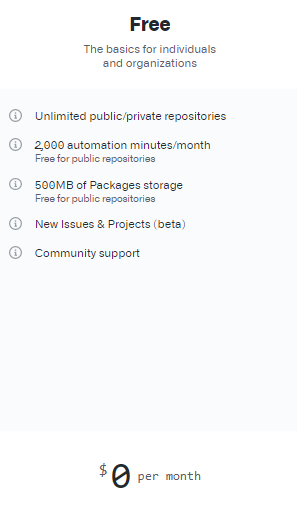 Free
The basics for individuals
and organizations
Unlimited public/private repositories
2,000 automation minutes/month
Free for public repositories
500MB of Packages storage
Free for public repositories
New Issues & Projects (beta)
Community support
$0 per month